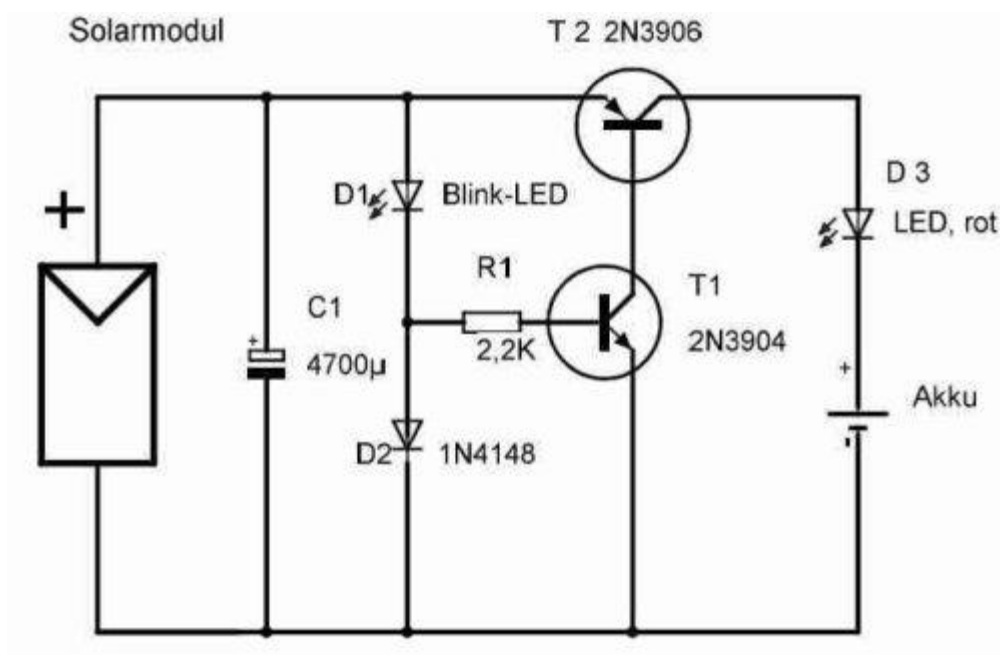 Solarmodul
T 2 2N3906
D 3
D1
Blink-LED
LED, rot
+
R1
T1
C1
2N3904
+
4700µ
2,2K
+
Akku
D2
1N4148
-